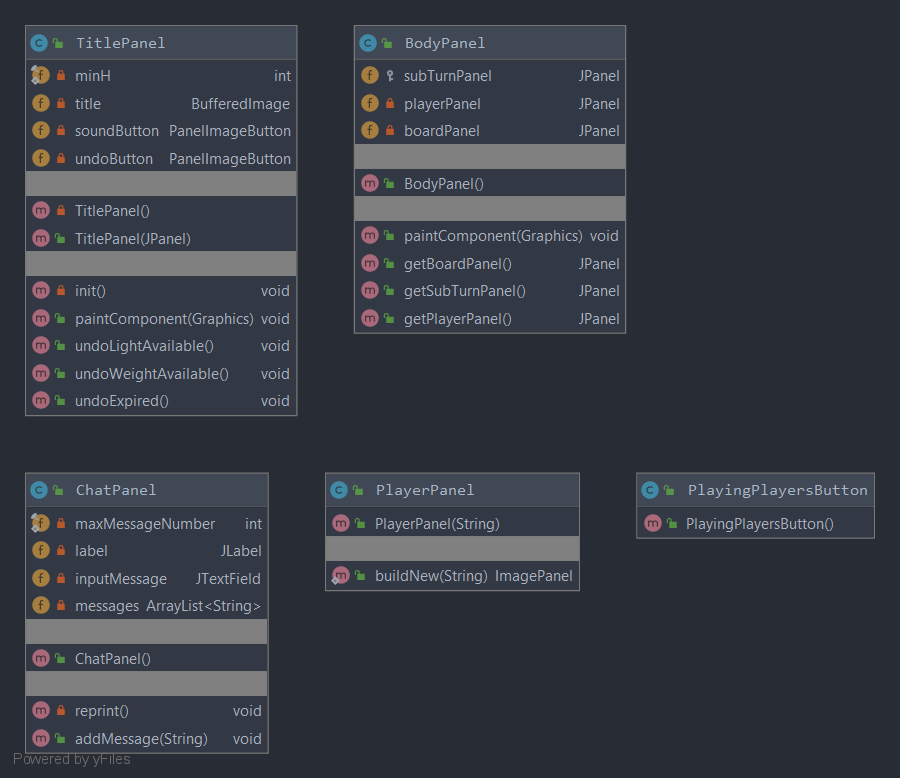 TitlePanel
minH int
title BufferedImage
soundButton PanelImageButton
undoButton PanelImageButton
TitlePanel()
TitlePanel(JPanel)
init() void
paintComponent(Graphics) void
undoLightAvailable() void
undoWeightAvailable() void
undoExpired() void
BodyPanel
subTurnPanel JPanel
playerPanel JPanel
boardPanel JPanel
BodyPanel()
paintComponent(Graphics) void
getBoardPanel() JPanel
getSubTurnPanel() JPanel
getPlayerPanel() JPanel
ChatPanel
maxMessageNumber int
label JLabel
inputMessage JTextField
messages ArrayList<String>
ChatPanel()
reprint() void
addMessage(String) void
PlayerPanel
PlayerPanel(String)
buildNew(String) ImagePanel
PlayingPlayersButton
PlayingPlayersButton()
Powered by yFiles